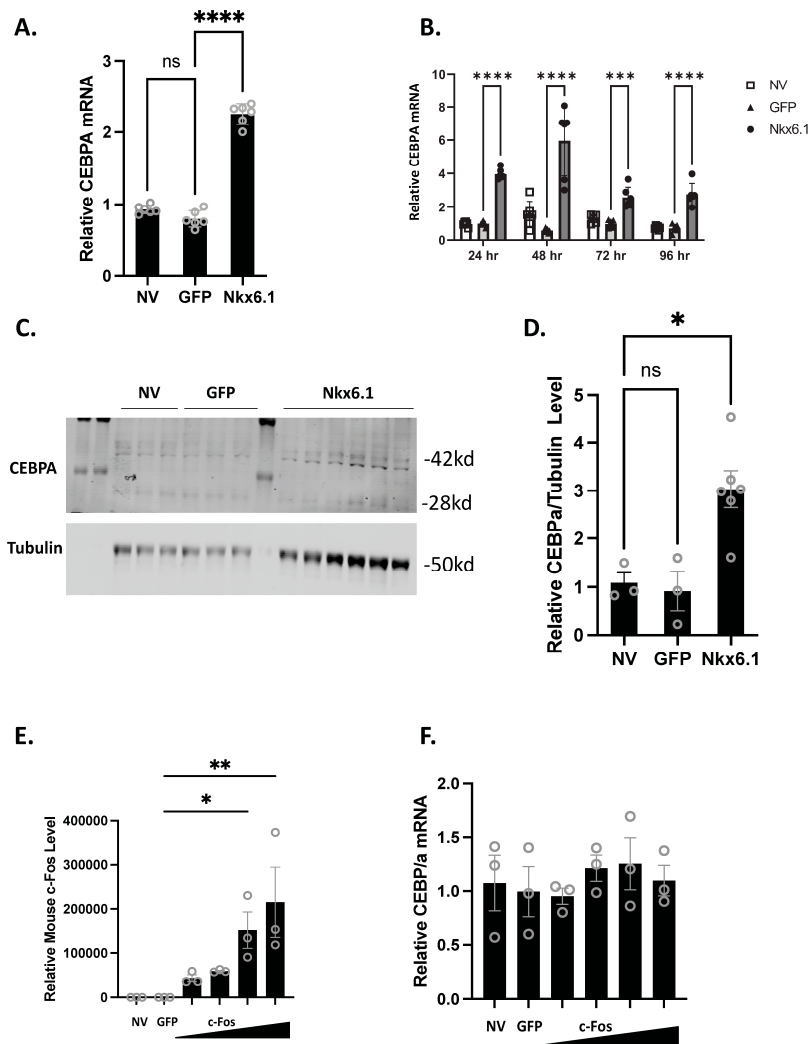 A.
****
ns
Relative CEBPA mRNA
3
2
1
0
NV GFP Nkx6.1
B.
**** **** *** ****
Relative CEBPA mRNA
10
8
6
4
2
0
24 hr 48 hr 72 hr 96 hr
NV
GFP
Nkx6.1
C.
NV GFP Nkx6.1
CEBPA
-42kd
-28kd
Tubulin
-50kd
D.
*
ns
Relative CEBPa/Tubulin Level
5
4
3
2
1
0
NV GFP Nkx6.1
E.
**
*
Relative Mouse c-Fos Level
400000
300000
200000
100000
0
NV GFP c-Fos
F.
Relative CEBP/a mRNA
2.0
1.5
1.0
0.5
0.0
NV GFP c-Fos